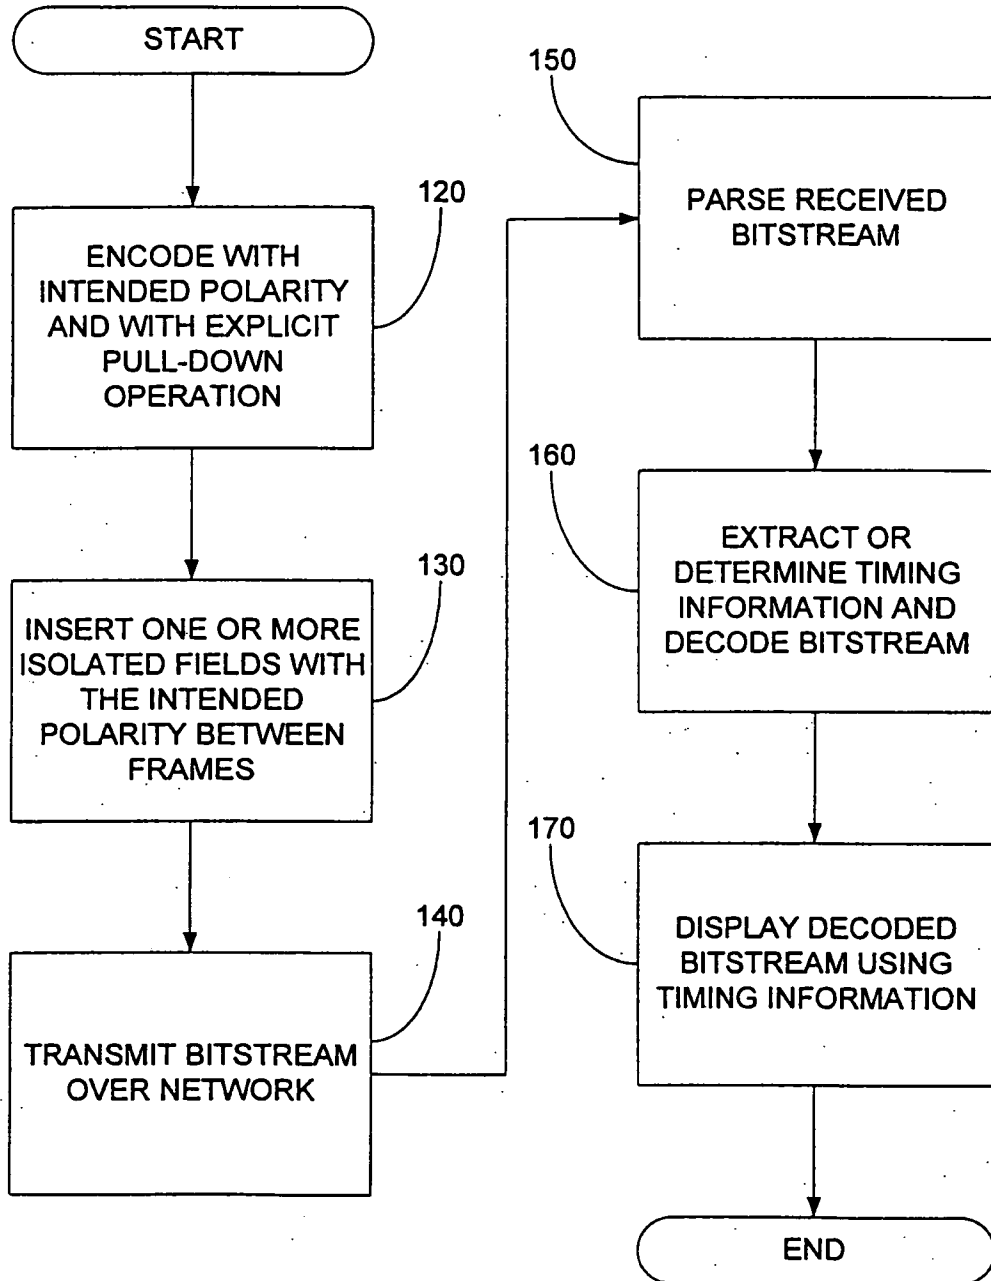 START
120
ENCODE WITH
INTENDED POLARITY
AND WITH EXPLICIT
PULL-DOWN
OPERATION
130
INSERT ONE OR MORE
ISOLATED FIELDS WITH
THE INTENDED
POLARITY BETWEEN
FRAMES
140
TRANSMIT BITSTREAM
OVER NETWORK
150
PARSE RECEIVED
BITSTREAM
160
EXTRACT OR
DETERMINE TIMING
INFORMATION AND
DECODE BITSTREAM
170
DISPLAY DECODED
BITSTREAM USING
TIMING INFORMATION
END